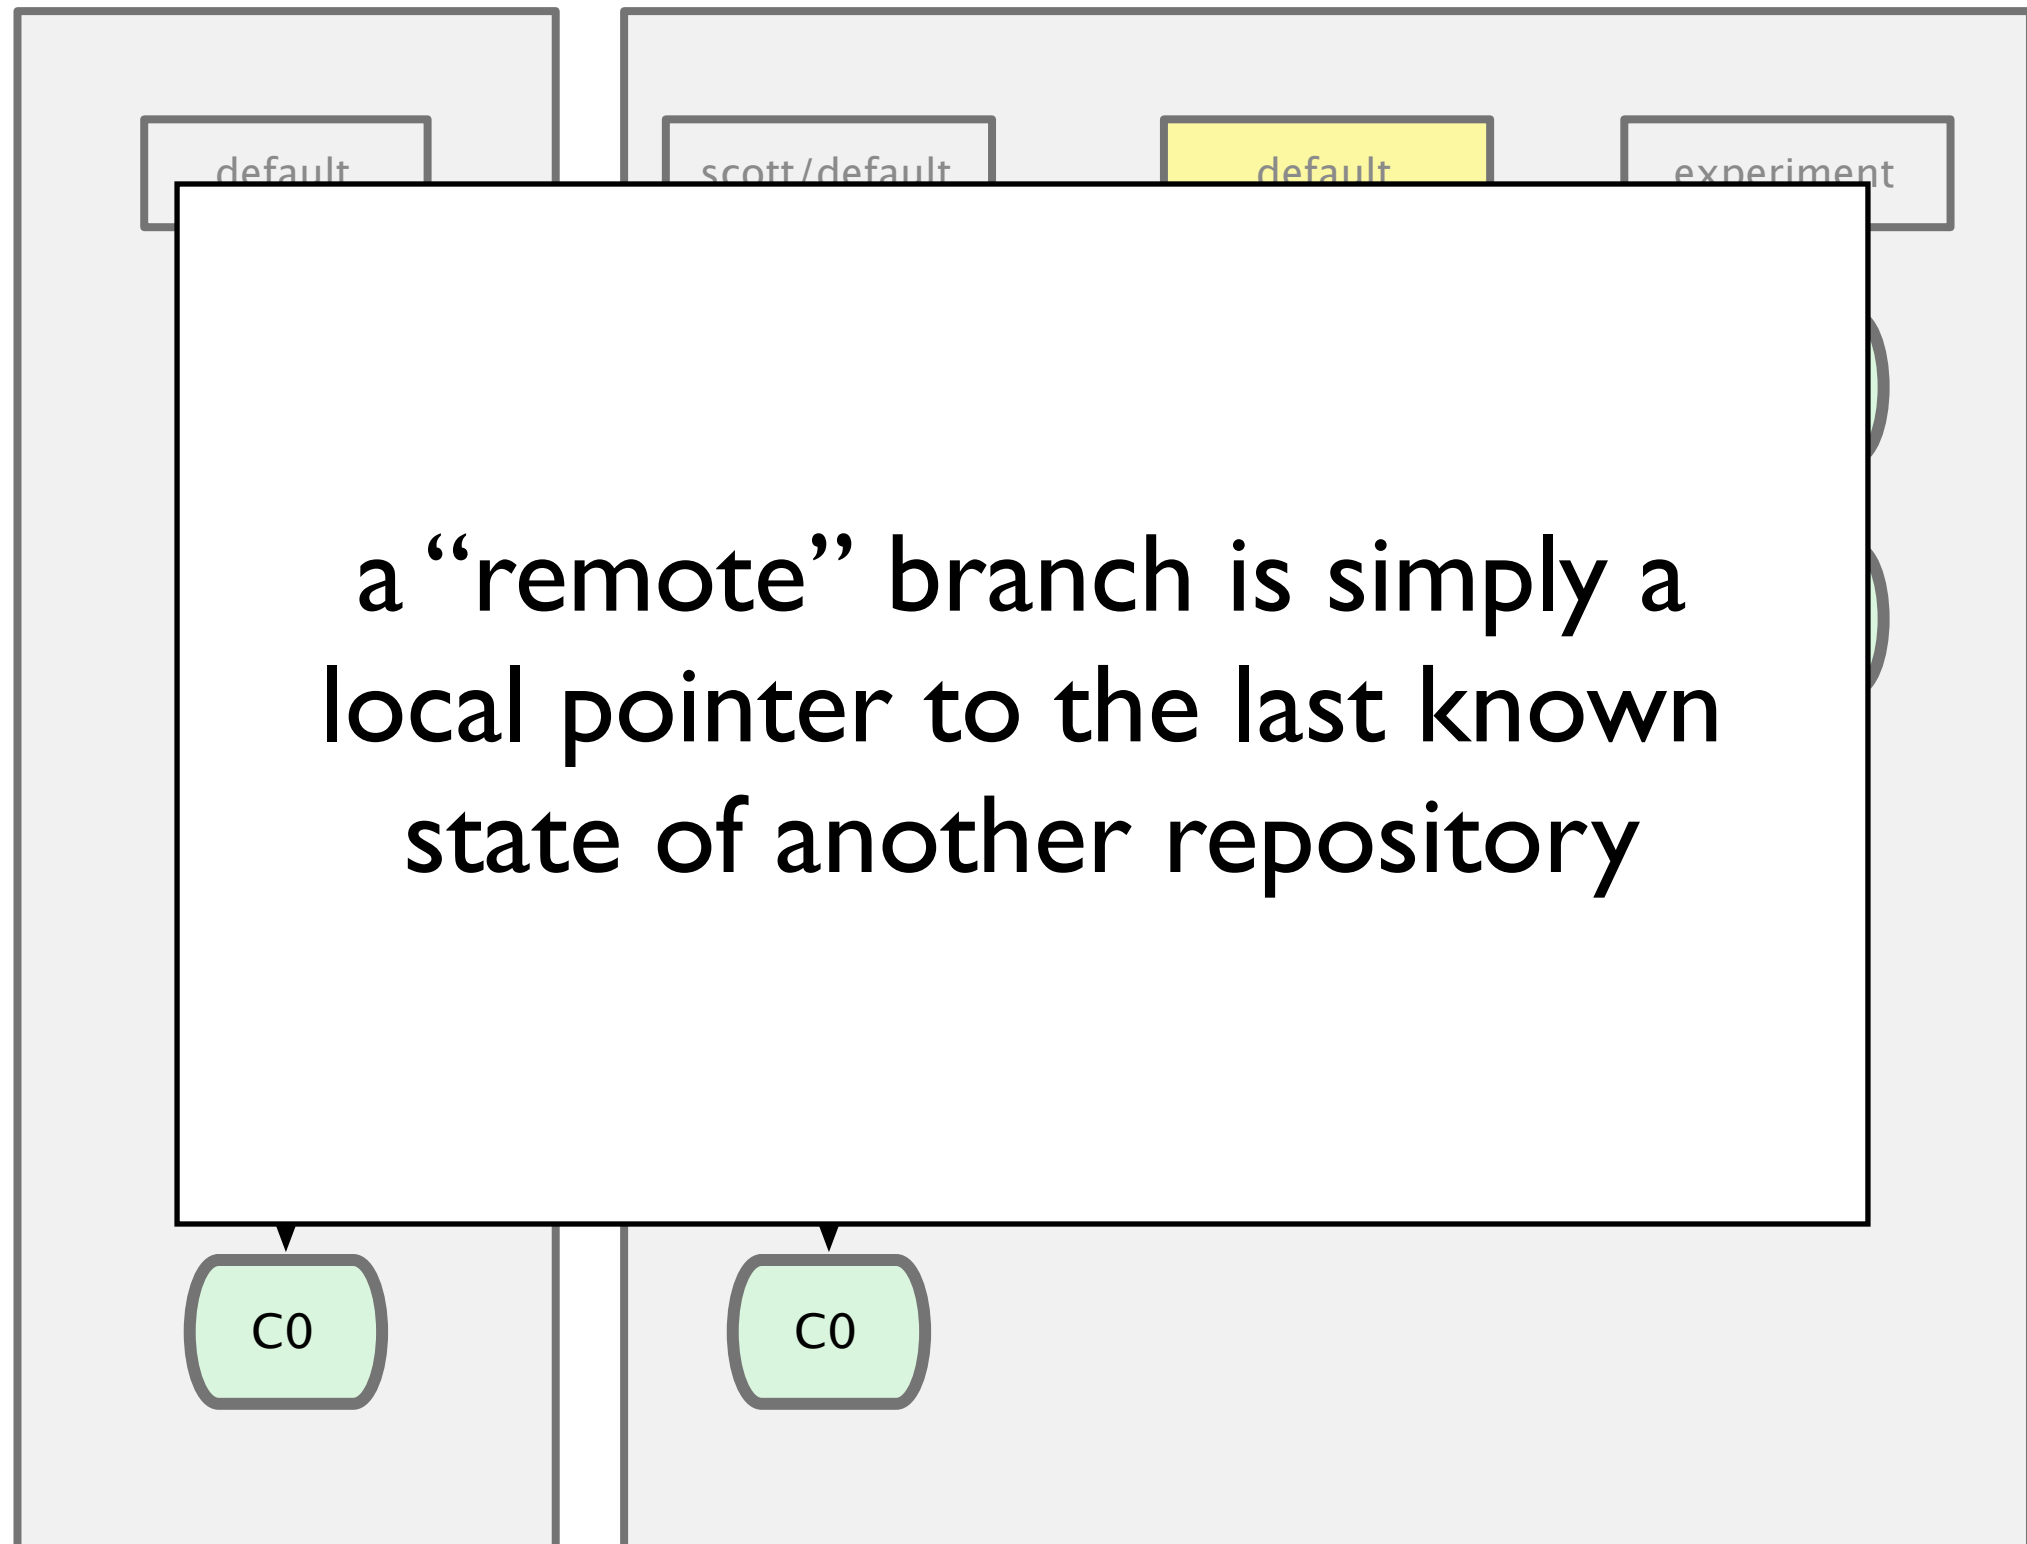 default
scott/default
default
experiment
a “remote” branch is simply a
local pointer to the last known
state of another repository
C0
C0